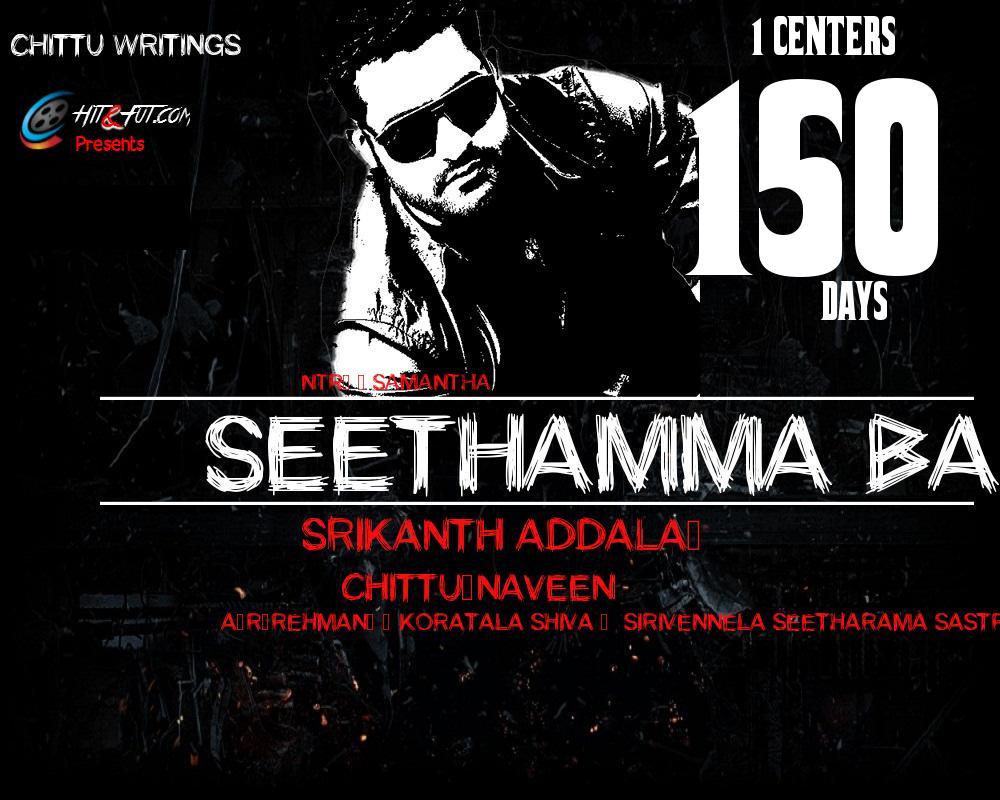 CHITTU WRITINGS
HIT&FUT.COM
Presents
1 CENTERS
150
DAYS
NTR SAMANTHA
SEETHAMMA BA
SRIKANTH ADDALA
CHITTU NAVEEN
A R REHMAN KORATALA SHIVA SIRIVENNELA SEETHARAMA SASTR